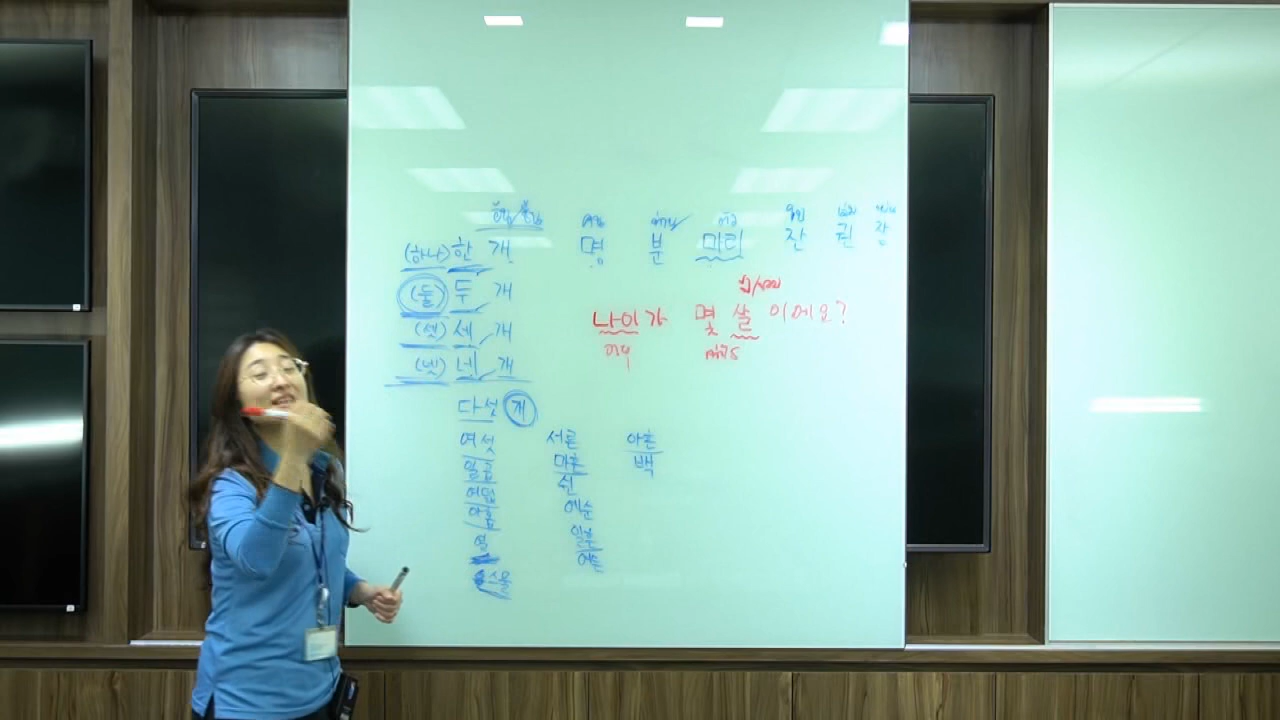 명 분 마리 잔 권 장
(하나) 한 개
(둘) 두 개
(셋) 세 개
(넷) 네 개
나이가 몇 살 이에요?
다섯 개
여섯 서른 아흔
일곱 마흔 백
여덟 쉰
아홉 예순
열 일흔
여든
스물